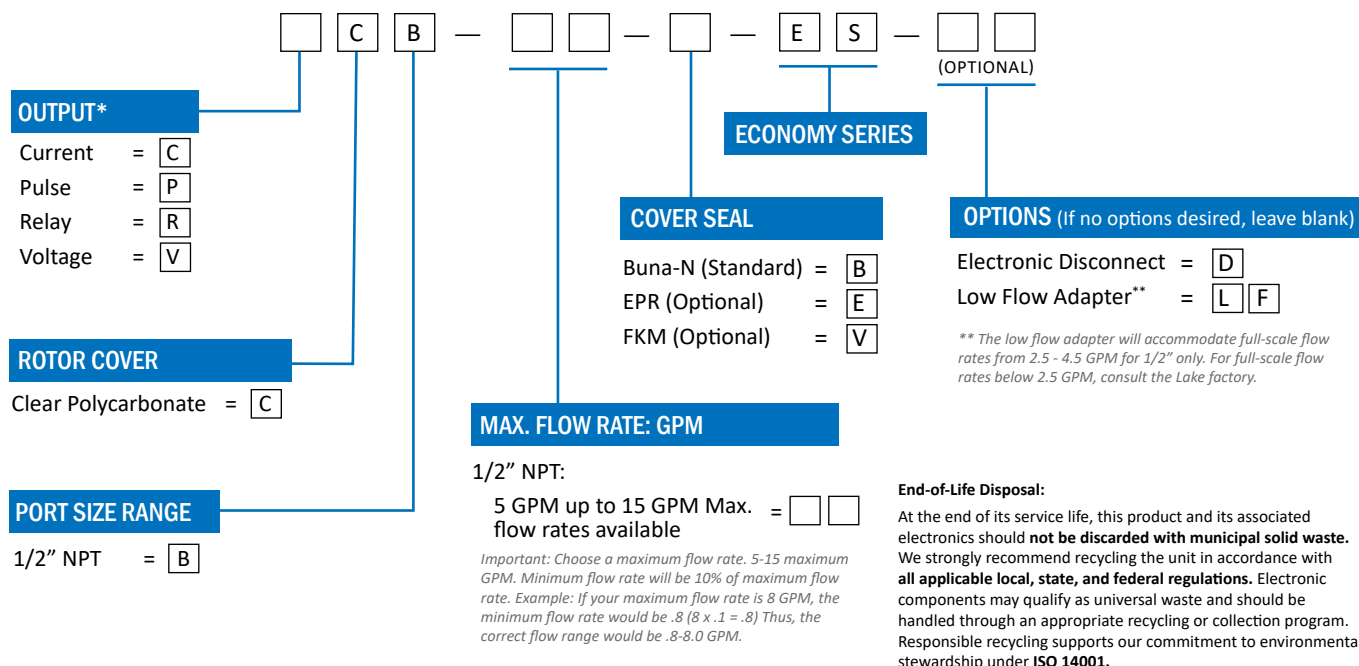 C B — — — E S —
(OPTIONAL)
OUTPUT*
Current = C
Pulse = P
Relay = R
Voltage = V
ROTOR COVER
Clear Polycarbonate = C
PORT SIZE RANGE
1/2” NPT = B
MAX. FLOW RATE: GPM
1/2” NPT:
5 GPM up to 15 GPM Max.
flow rates available =
Important: Choose a maximum flow rate. 5-15 maximum
GPM. Minimum flow rate will be 10% of maximum flow
rate. Example: If your maximum flow rate is 8 GPM, the
minimum flow rate would be .8 (8 x .1 = .8) Thus, the
correct flow range would be .8-8.0 GPM.
COVER SEAL
Buna-N (Standard) = B
EPR (Optional) = E
FKM (Optional) = V
ECONOMY SERIES
OPTIONS (If no options desired, leave blank)
Electronic Disconnect = D
Low Flow Adapter** = L F
** The low flow adapter will accommodate full-scale flow
rates from 2.5 - 4.5 GPM for 1/2” only. For full-scale flow
rates below 2.5 GPM, consult the Lake factory.
End-of-Life Disposal:
At the end of its service life, this product and its associated
electronics should not be discarded with municipal solid waste.
We strongly recommend recycling the unit in accordance with
all applicable local, state, and federal regulations. Electronic
components may qualify as universal waste and should be
handled through an appropriate recycling or collection program.
Responsible recycling supports our commitment to environmenta
stewardship under ISO 14001.